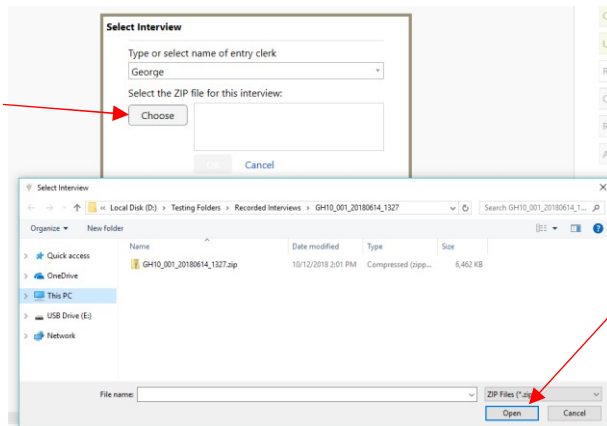 Select Interview
Type or select name of entry clerk
George
Select the ZIP file for this interview:
Choose
OK Cancel
Select Interview
« Local Disk (D:) > Testing Folders > Recorded Interviews > GH10_001_20180614_1327
Search GH10_001_20180614_1...
Organize New folder
Name Date modified Type Size
GH10_001_20180614_1327.zip 10/12/2018 2:01 PM Compressed (zipp... 6,462 KB
Quick access
OneDrive
This PC
USB Drive (E:)
Network
File name: ZIP Files (*.zip)
Open Cancel